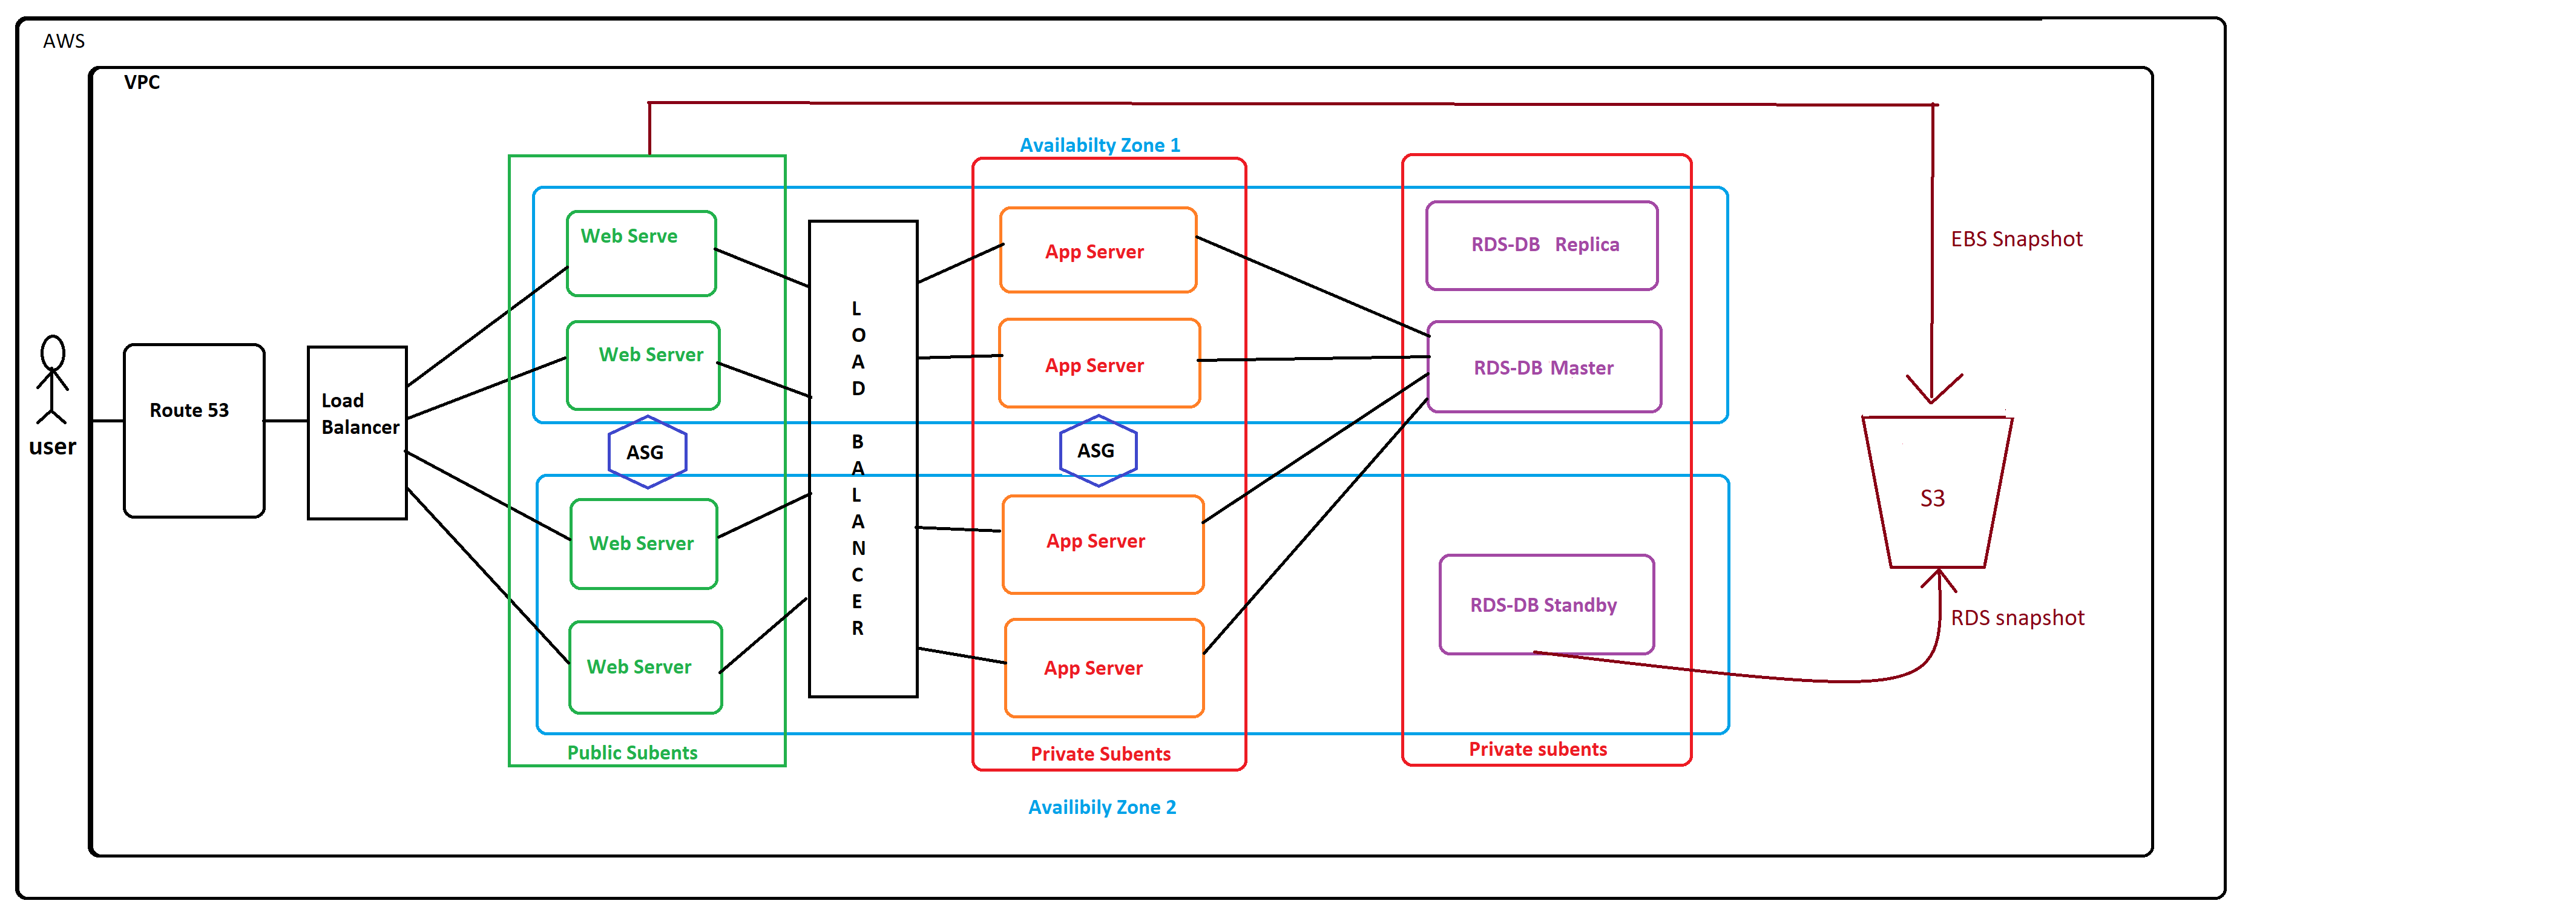 AWS
VPC
user
Route 53
Load
Balancer
Availabilty Zone 1
Web Serve
Web Server
ASG
Web Server
Web Server
Public Subents
L
O
A
D
B
A
L
A
N
C
E
R
App Server
App Server
ASG
App Server
App Server
Private Subents
RDS-DB Replica
RDS-DB Master
RDS-DB Standby
Private subents
Availibily Zone 2
EBS Snapshot
S3
RDS snapshot